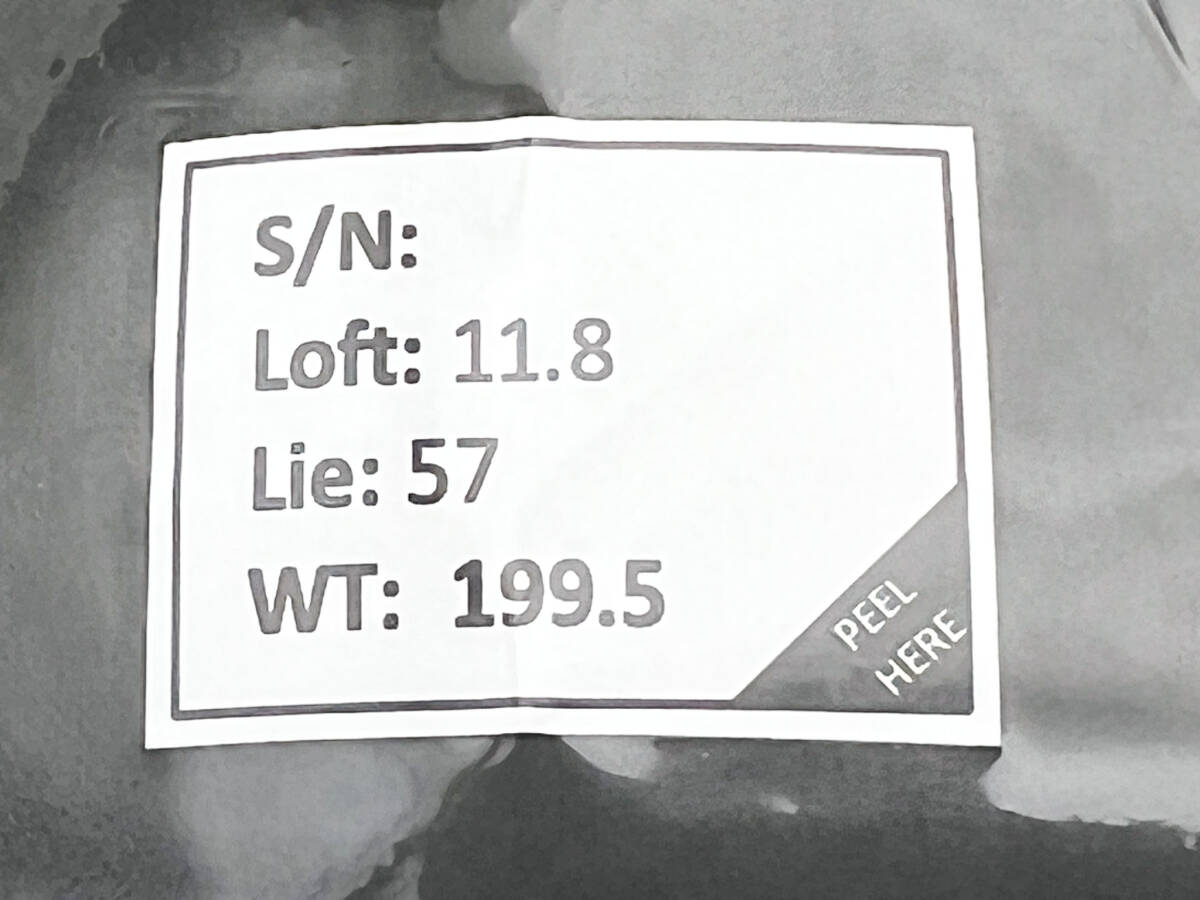 S/N:
Loft: 11.8
Lie: 57
WT: 199.5
PEEL
HERE